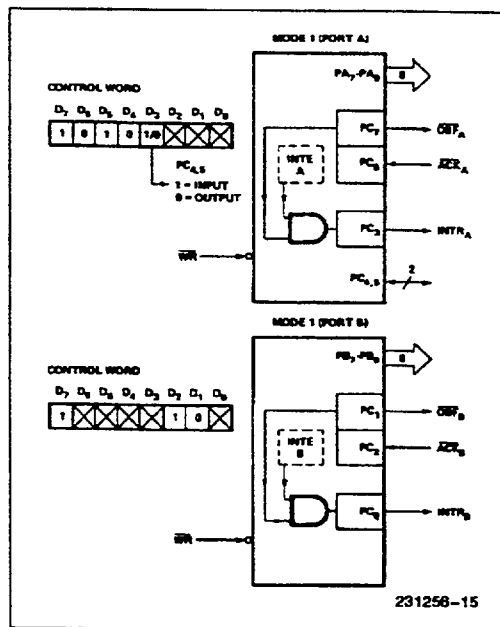 MODE 1 (PORT A)
PA7-PA0
8
CONTROL WORD
D7 D6 D5 D4 D3 D2 D1 D0
1 0 1 0 1/0
PC4,5
1 = INPUT
0 = OUTPUT
INTE
A
PC7
OBFA
PC6
ACKA
PC3
INTRA
WR
PC4,5
2
MODE 1 (PORT B)
PB7-PB0
8
CONTROL WORD
D7 D6 D5 D4 D3 D2 D1 D0
1 1 0
INTE
B
PC1
OBFB
PC2
ACKB
PC0
INTRB
WR
231256-15